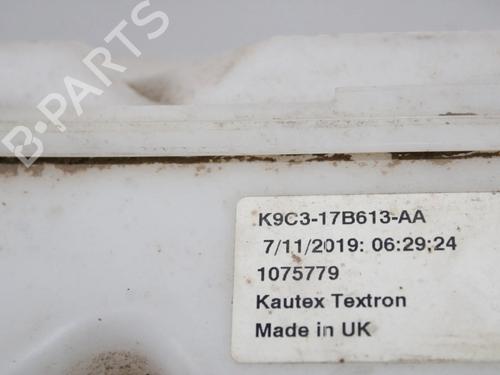 B-PARTS
K9C3-17B613-AA
7/11/2019: 06:29:24
1075779
Kautex Textron
Made in UK